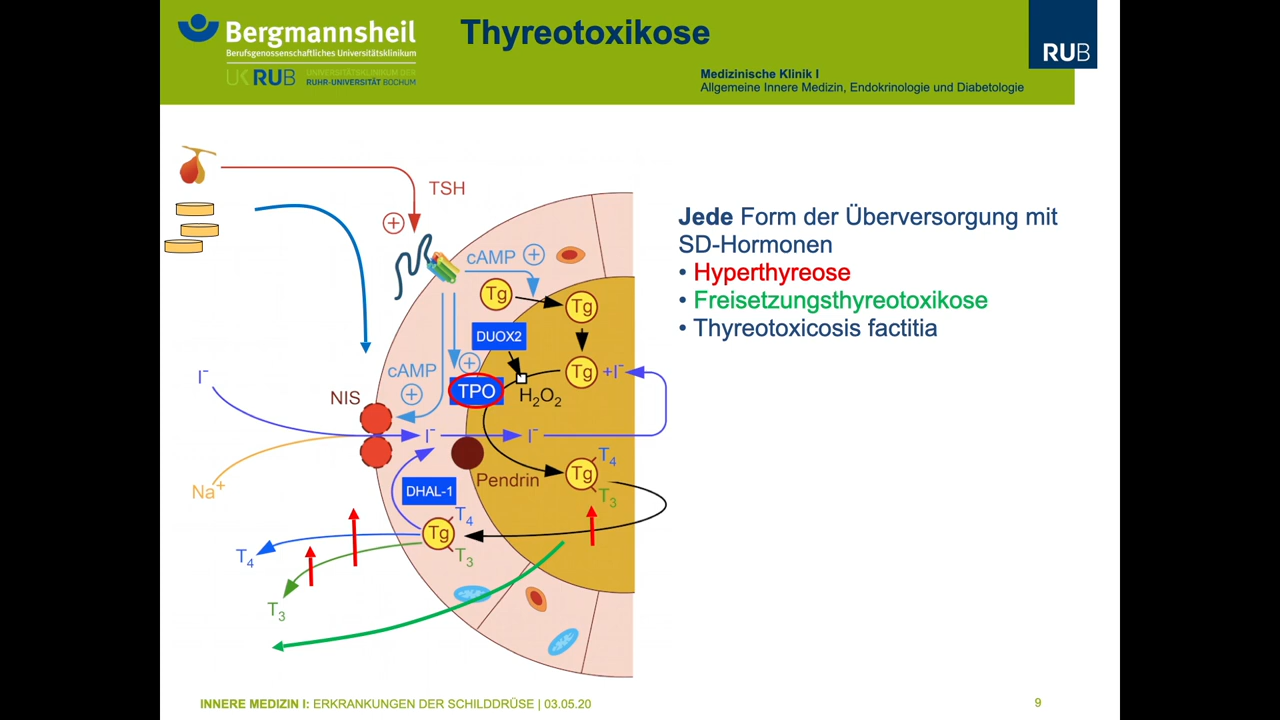 Bergmannsheil
Berufsgenossenschaftliches Universitätsklinikum
UK RUB
UNIVERSITÄTSKLINIKUM DER
RUHR-UNIVERSITÄT BOCHUM
Thyreotoxikose
Medizinische Klinik I
Allgemeine Innere Medizin, Endokrinologie und Diabetologie
RUB
TSH
+
cAMP +
Tg
Tg
DUOX2
cAMP
+
+
TPO
Tg +I⁻
H₂O₂
I⁻
NIS
I⁻
I⁻
Na⁺
Pendrin
DHAL-1
Tg
T₄
T₃
Tg
T₄
T₃
T₄
T₃
Jede Form der Überversorgung mit
SD-Hormonen
• Hyperthyreose
• Freisetzungsthyreotoxikose
• Thyreotoxicosis factitia
INNERE MEDIZIN I: ERKRANKUNGEN DER SCHILDDRÜSE | 03.05.20
9